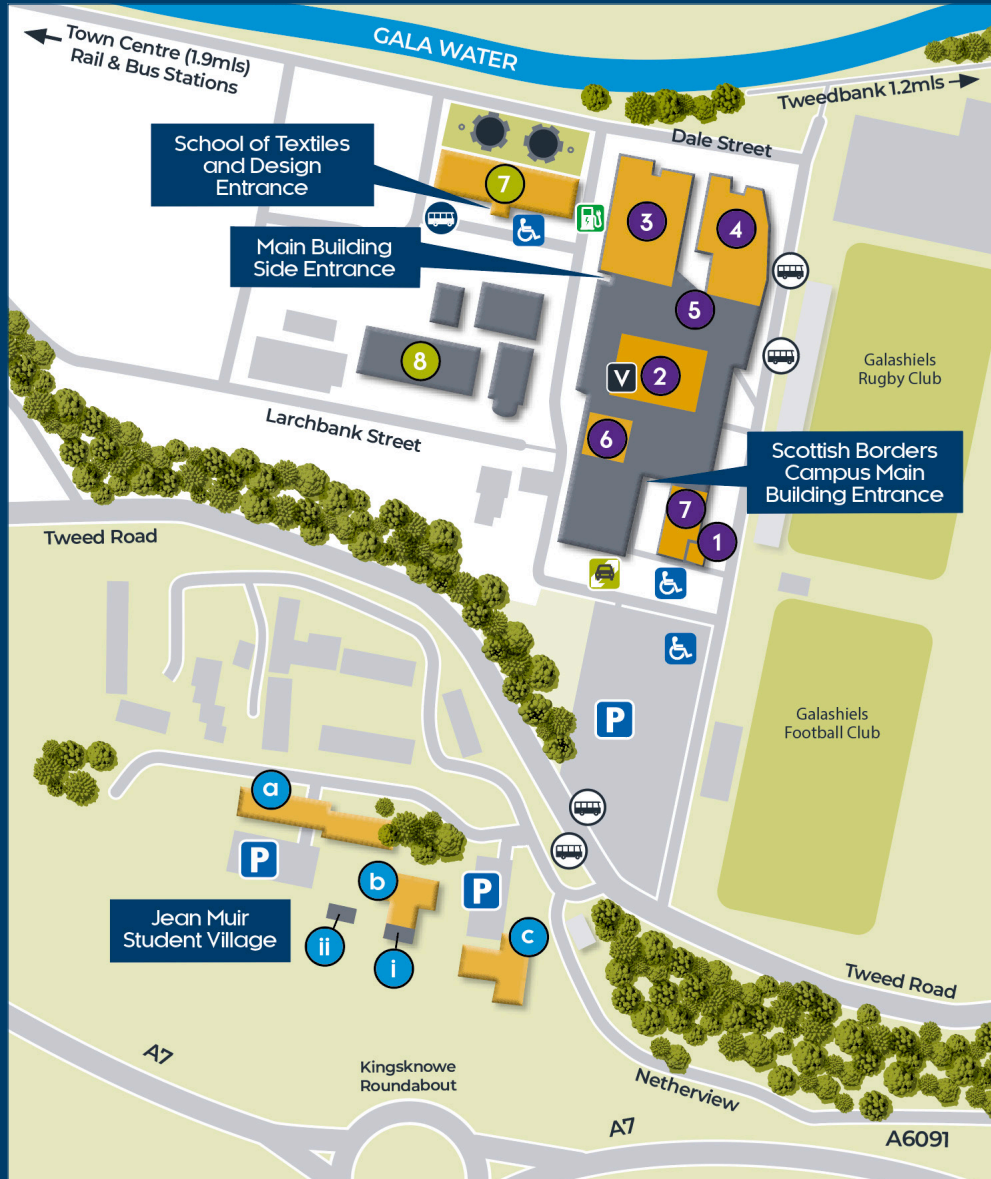 Town Centre (1.9mls)
Rail & Bus Stations
GALA WATER
Tweedbank 1.2mls
Dale Street
School of Textiles
and Design
Entrance
7
3
4
Main Building
Side Entrance
5
8
V
2
Galashiels
Rugby Club
Larchbank Street
6
Scottish Borders
Campus Main
Building Entrance
7
1
Tweed Road
P
Galashiels
Football Club
a
P
b
P
Jean Muir
Student Village
ii
i
c
Tweed Road
A7
Kingsknowe
Roundabout
Netherview
A7
A6091